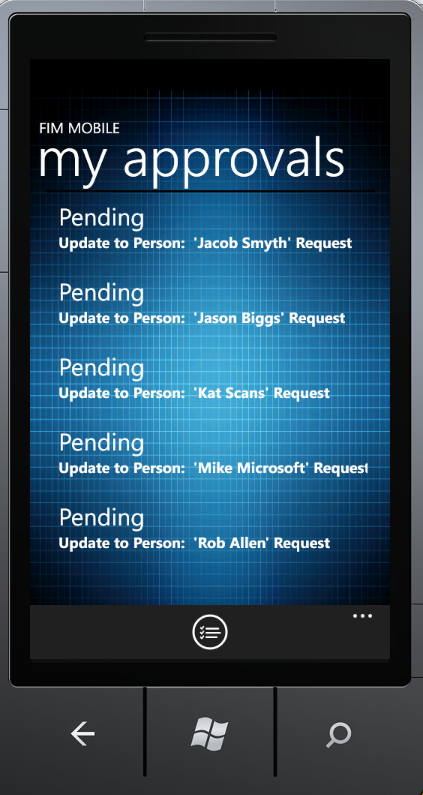 FIM MOBILE
my approvals
Pending
Update to Person: 'Jacob Smyth' Request
Pending
Update to Person: 'Jason Biggs' Request
Pending
Update to Person: 'Kat Scans' Request
Pending
Update to Person: 'Mike Microsoft' Request
Pending
Update to Person: 'Rob Allen' Request